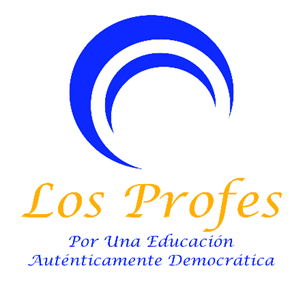 Los Profes
Por Una Educación
Auténticamente Democrática